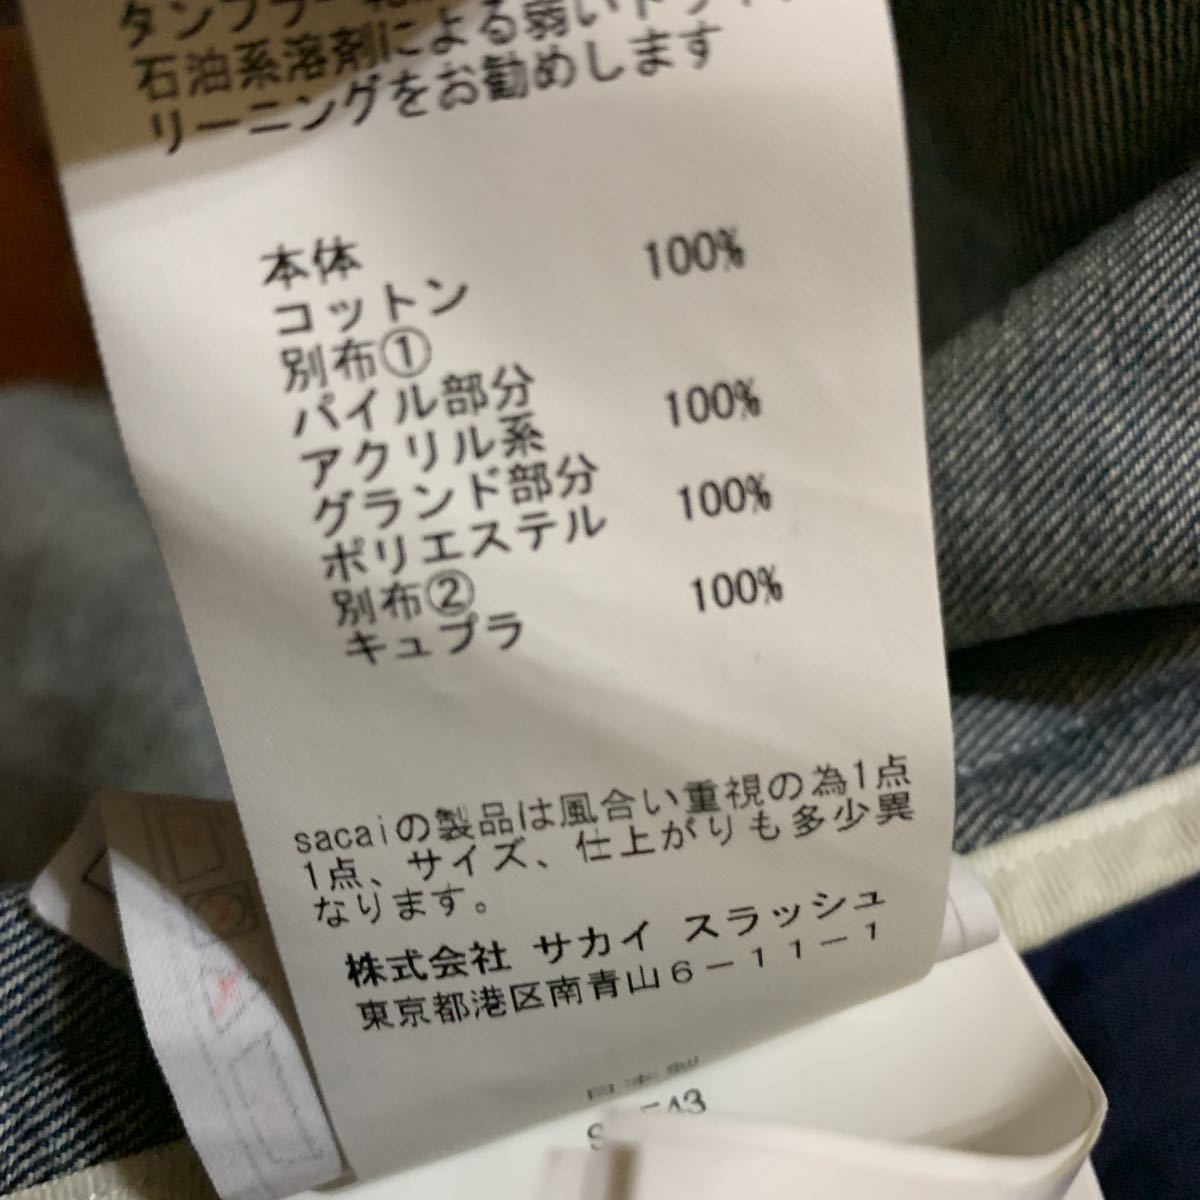 石油系溶剤による弱いドライ
リーニングをお勧めします
本体
コットン 100%
別布①
パイル部分
アクリル系 100%
グランド部分
ポリエステル 100%
別布②
キュプラ 100%
sacaiの製品は風合い重視の為1点
1点、サイズ、仕上がりも多少異
なります。
株式会社 サカイ スラッシュ
東京都港区南青山6-11-1
日本製